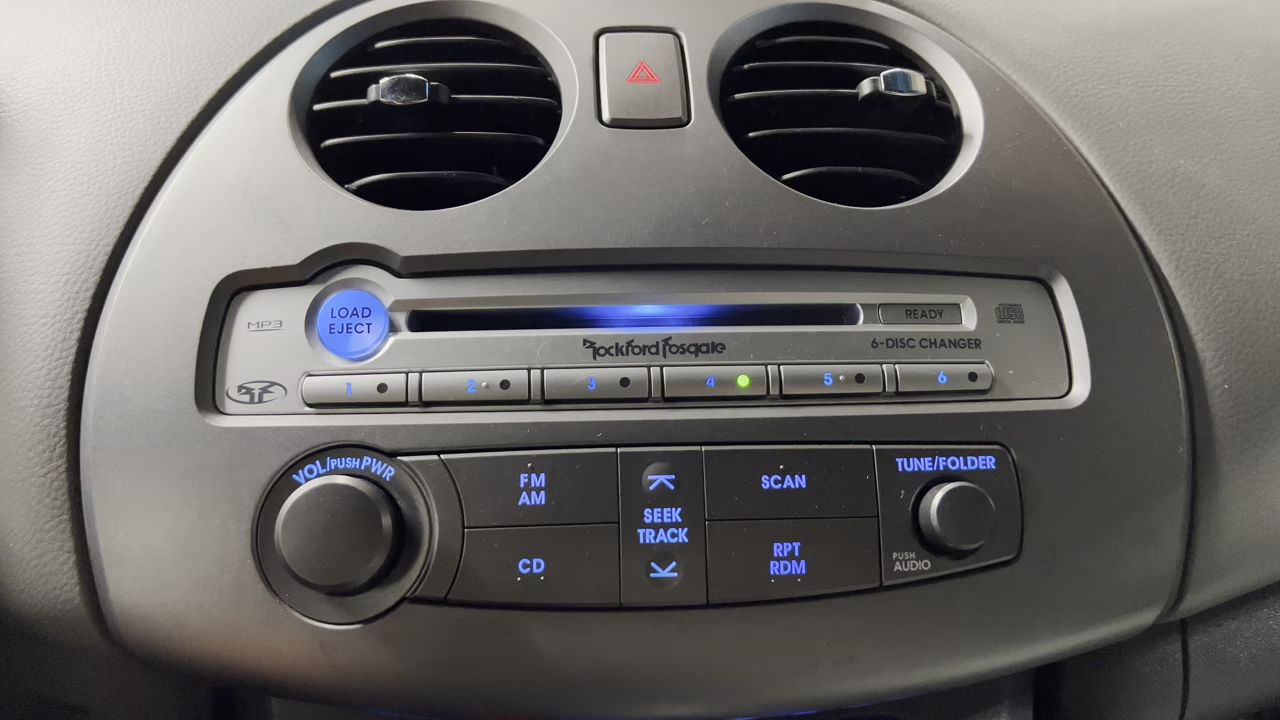 LOAD
EJECT
READY
MP3
DISC
Rockford Fosgate
6-DISC CHANGER
1 2 3 4 5 6
VOL/PUSH PWR
FM
AM
CD
SEEK
TRACK
SCAN
RPT
RDM
TUNE/FOLDER
PUSH
AUDIO